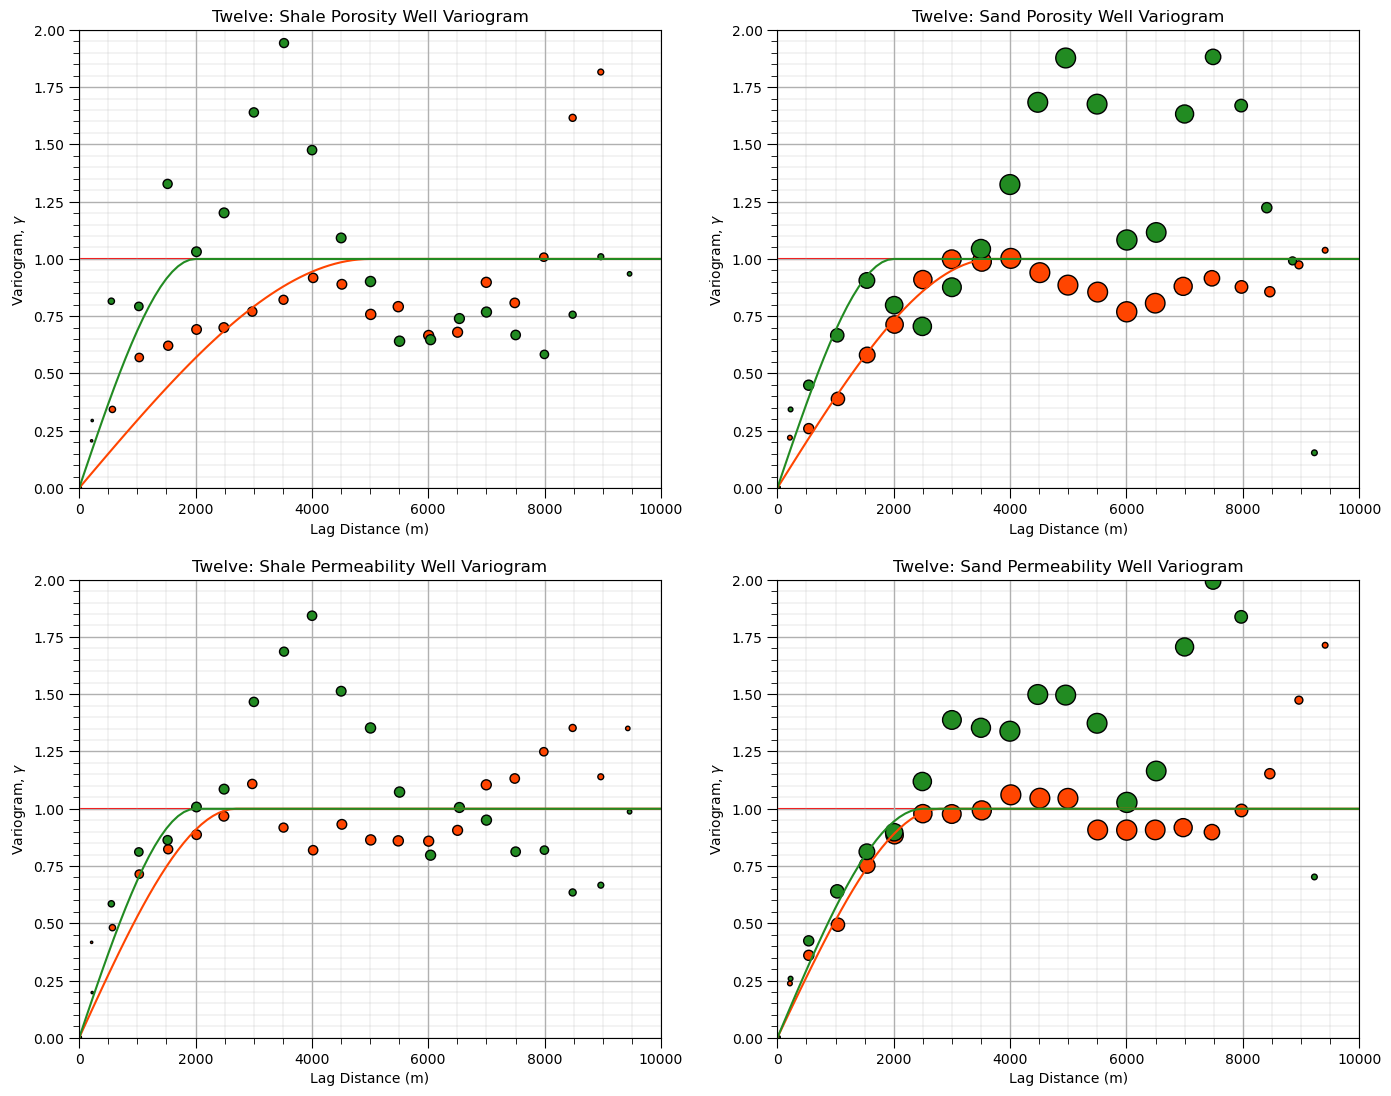 Twelve: Shale Porosity Well Variogram
2.00
1.75
1.50
1.25
1.00
0.75
0.50
0.25
0.00
Variogram, γ
0 2000 4000 6000 8000 10000
Lag Distance (m)
Twelve: Sand Porosity Well Variogram
2.00
1.75
1.50
1.25
1.00
0.75
0.50
0.25
0.00
Variogram, γ
0 2000 4000 6000 8000 10000
Lag Distance (m)
Twelve: Shale Permeability Well Variogram
2.00
1.75
1.50
1.25
1.00
0.75
0.50
0.25
0.00
Variogram, γ
0 2000 4000 6000 8000 10000
Lag Distance (m)
Twelve: Sand Permeability Well Variogram
2.00
1.75
1.50
1.25
1.00
0.75
0.50
0.25
0.00
Variogram, γ
0 2000 4000 6000 8000 10000
Lag Distance (m)